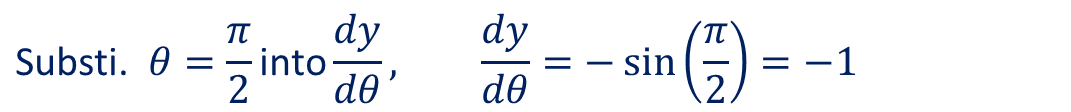 Substi. θ = π/2 into dy/dθ, dy/dθ = − sin(π/2) = −1